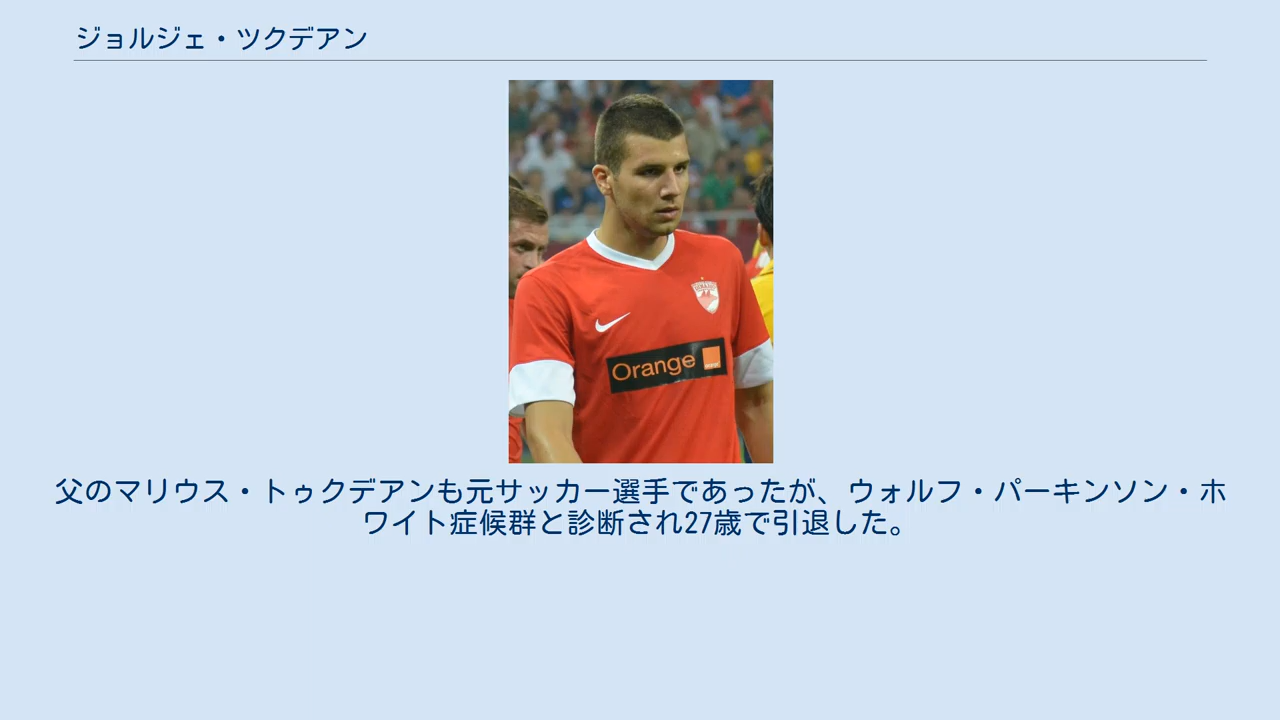 ジョルジェ・ツクデアン
Orange
父のマリウス・トゥクデアンも元サッカー選手であったが、ウォルフ・パーキンソン・ホ
ワイト症候群と診断され27歳で引退した。